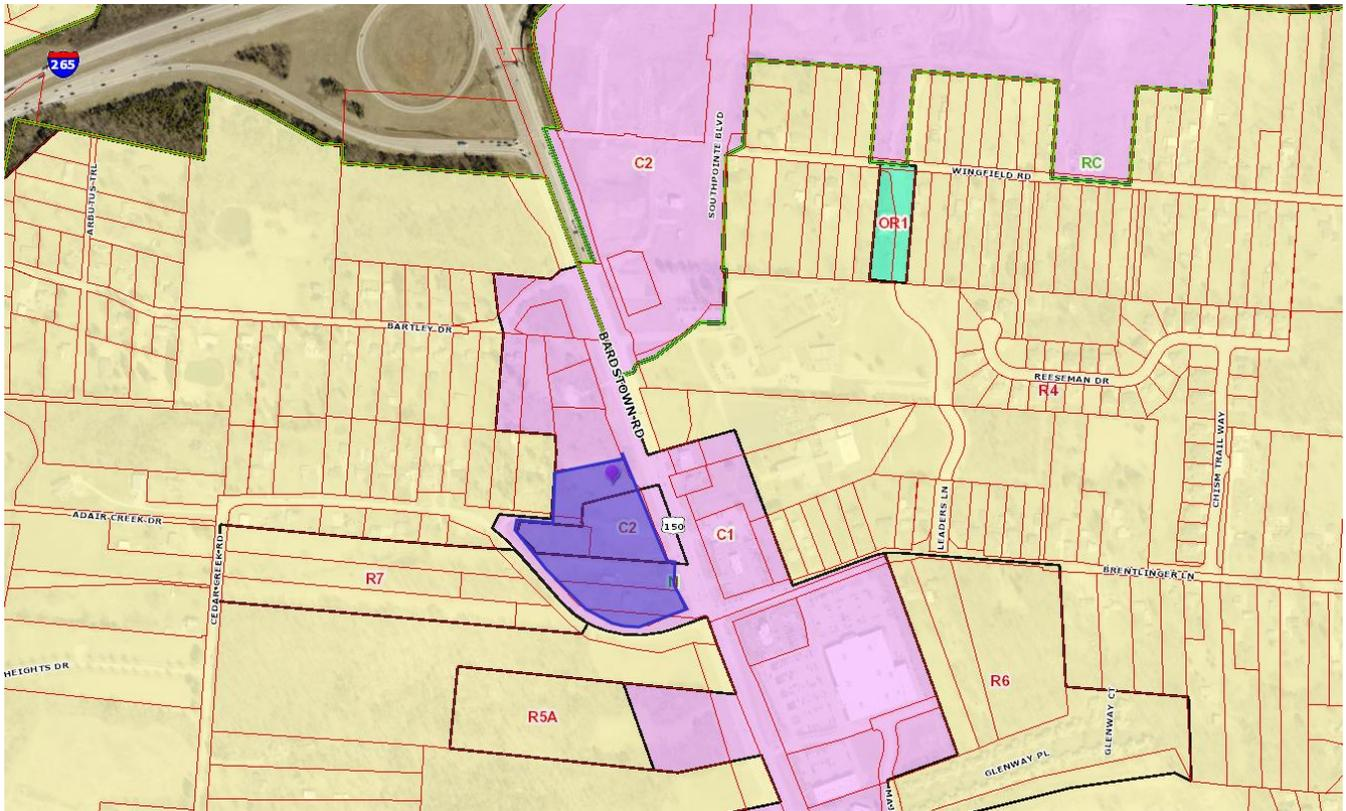 265
C2
SOUTHPOINTE BLVD
WINGFIELD RD
RC
ARBUTUS TRL
OR1
BARTLEY DR
BARDSTOWN RD
REESEMAN DR
R4
CHISM TRAIL WAY
ADAIR CREEK DR
C2
150
C1
LEADERS LN
CEDAR CREEK RD
R7
N
BRENTLINGER LN
HEIGHTS DR
R5A
R6
GLENWAY CT
GLENWAY PL